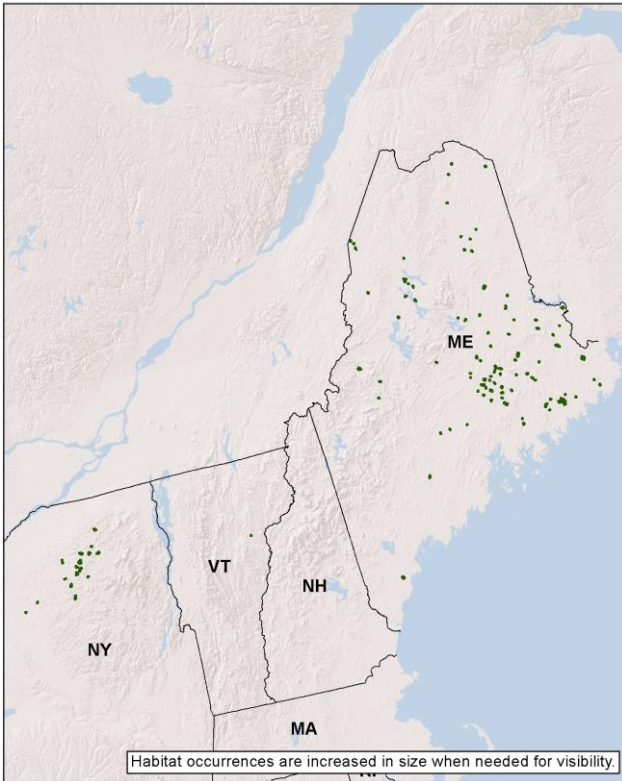 ME
VT
NH
NY
MA
Habitat occurrences are increased in size when needed for visibility.